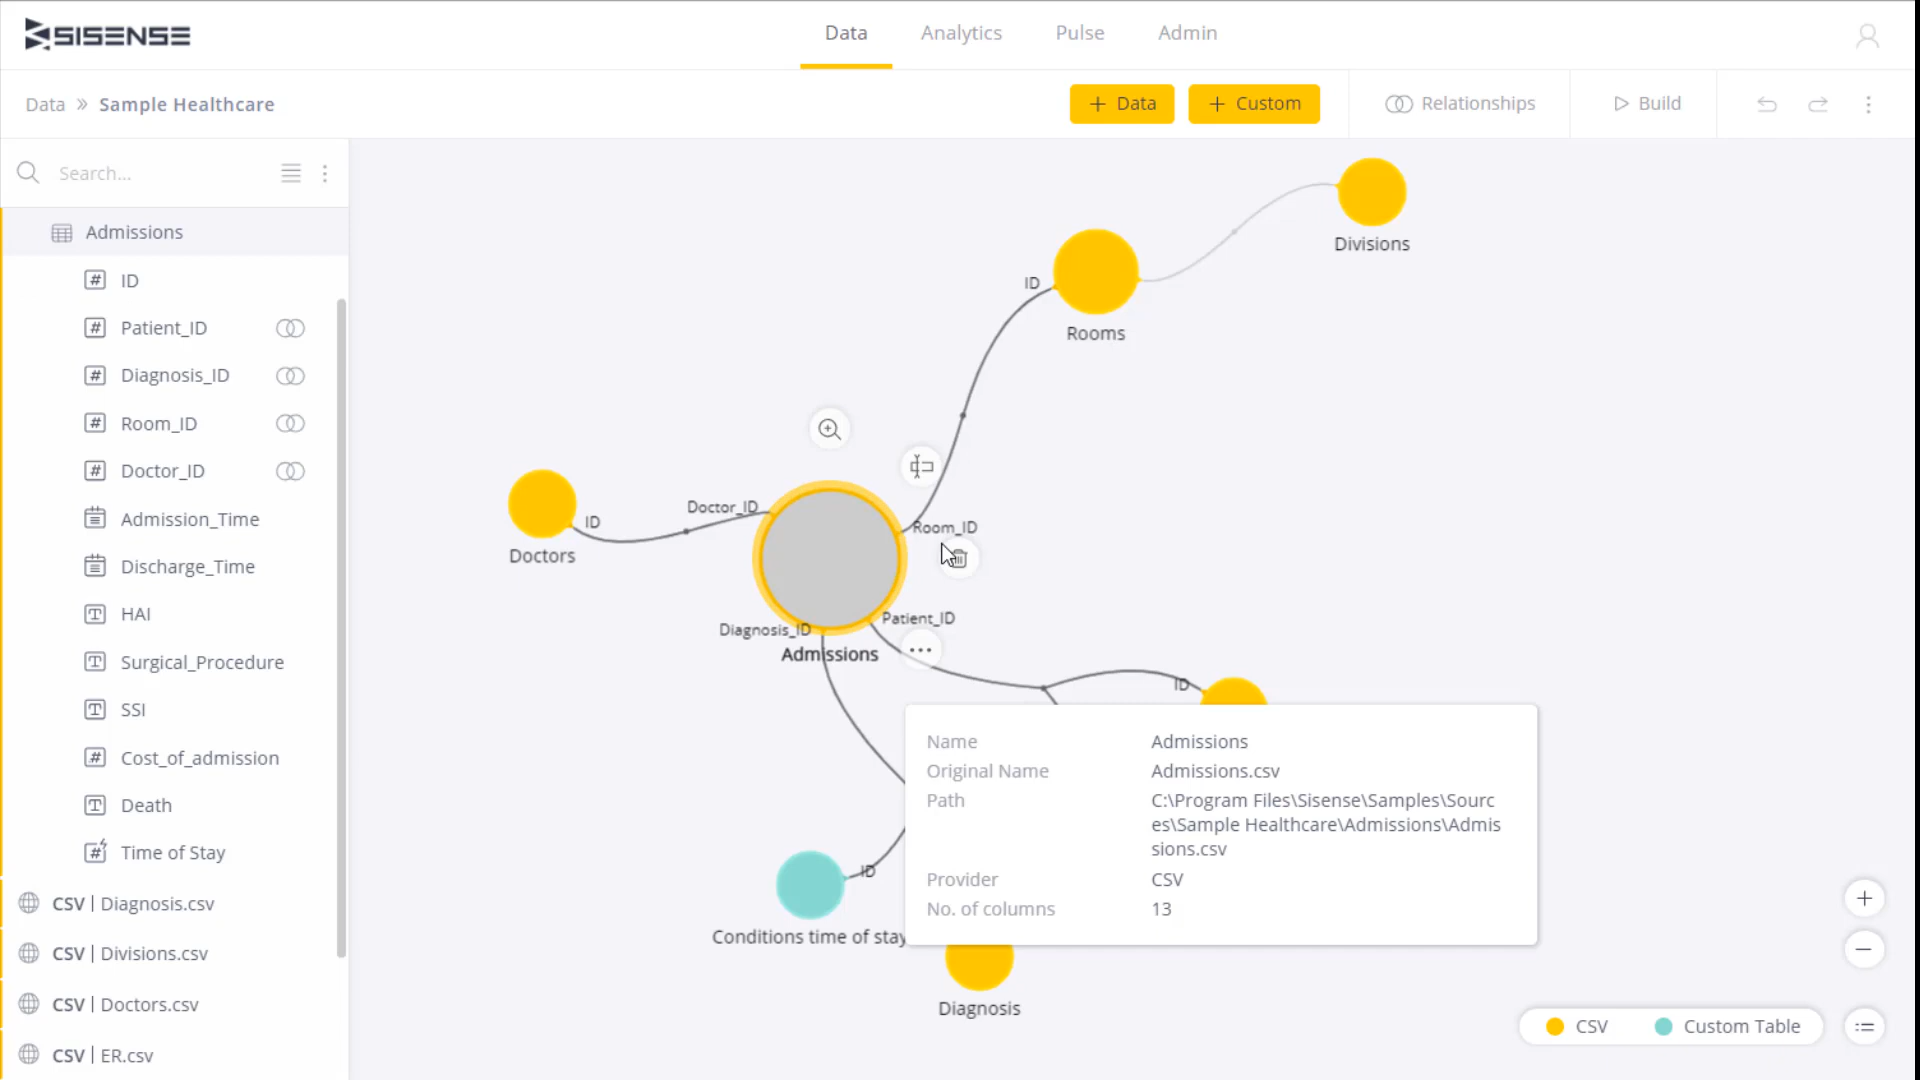 SISENSE
Data
Analytics
Pulse
Admin
Data » Sample Healthcare
+ Data
+ Custom
Relationships
Build
Search...
Admissions
ID
Patient_ID
Diagnosis_ID
Room_ID
Doctor_ID
Admission_Time
Discharge_Time
HAI
Surgical_Procedure
SSI
Cost_of_admission
Death
Time of Stay
CSV | Diagnosis.csv
CSV | Divisions.csv
CSV | Doctors.csv
CSV | ER.csv
Divisions
ID
Rooms
Doctor_ID
ID
Doctors
Room_ID
Patient_ID
Diagnosis_ID
Admissions
ID
Name Admissions
Original Name Admissions.csv
Path C:\Program Files\Sisense\Samples\Sourc
es\Sample Healthcare\Admissions\Admis
sions.csv
Provider CSV
No. of columns 13
ID
Conditions time of stay
Diagnosis
CSV
Custom Table